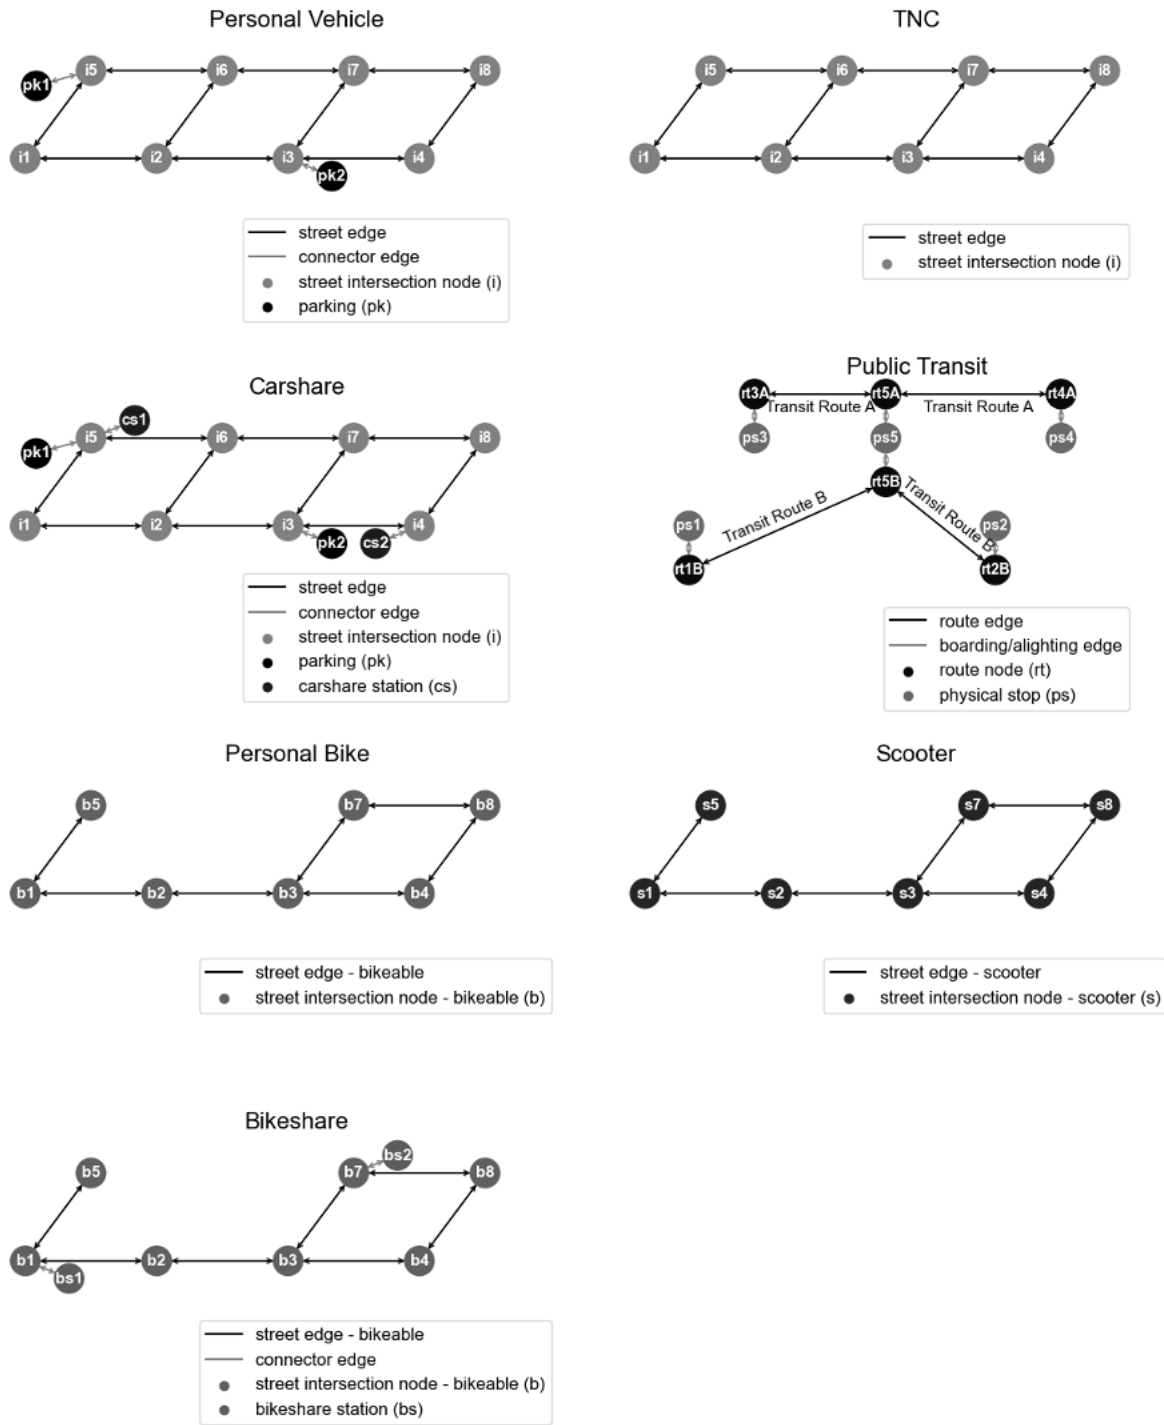 Personal Vehicle
i5
i6
i7
i8
pk1
i1
i2
i3
i4
pk2
street edge
connector edge
street intersection node (i)
parking (pk)
TNC
i5
i6
i7
i8
i1
i2
i3
i4
street edge
street intersection node (i)
Carshare
cs1
i5
i6
i7
i8
pk1
i1
i2
i3
i4
pk2
cs2
street edge
connector edge
street intersection node (i)
parking (pk)
carshare station (cs)
Public Transit
rt3A
rt5A
rt4A
Transit Route A
Transit Route A
ps3
ps5
ps4
rt5B
Transit Route B
Transit Route B
ps1
ps2
rt1B
rt2B
route edge
boarding/alighting edge
route node (rt)
physical stop (ps)
Personal Bike
b5
b7
b8
b1
b2
b3
b4
street edge - bikeable
street intersection node - bikeable (b)
Scooter
s5
s7
s8
s1
s2
s3
s4
street edge - scooter
street intersection node - scooter (s)
Bikeshare
bs2
b5
b7
b8
b1
b2
b3
b4
bs1
street edge - bikeable
connector edge
street intersection node - bikeable (b)
bikeshare station (bs)